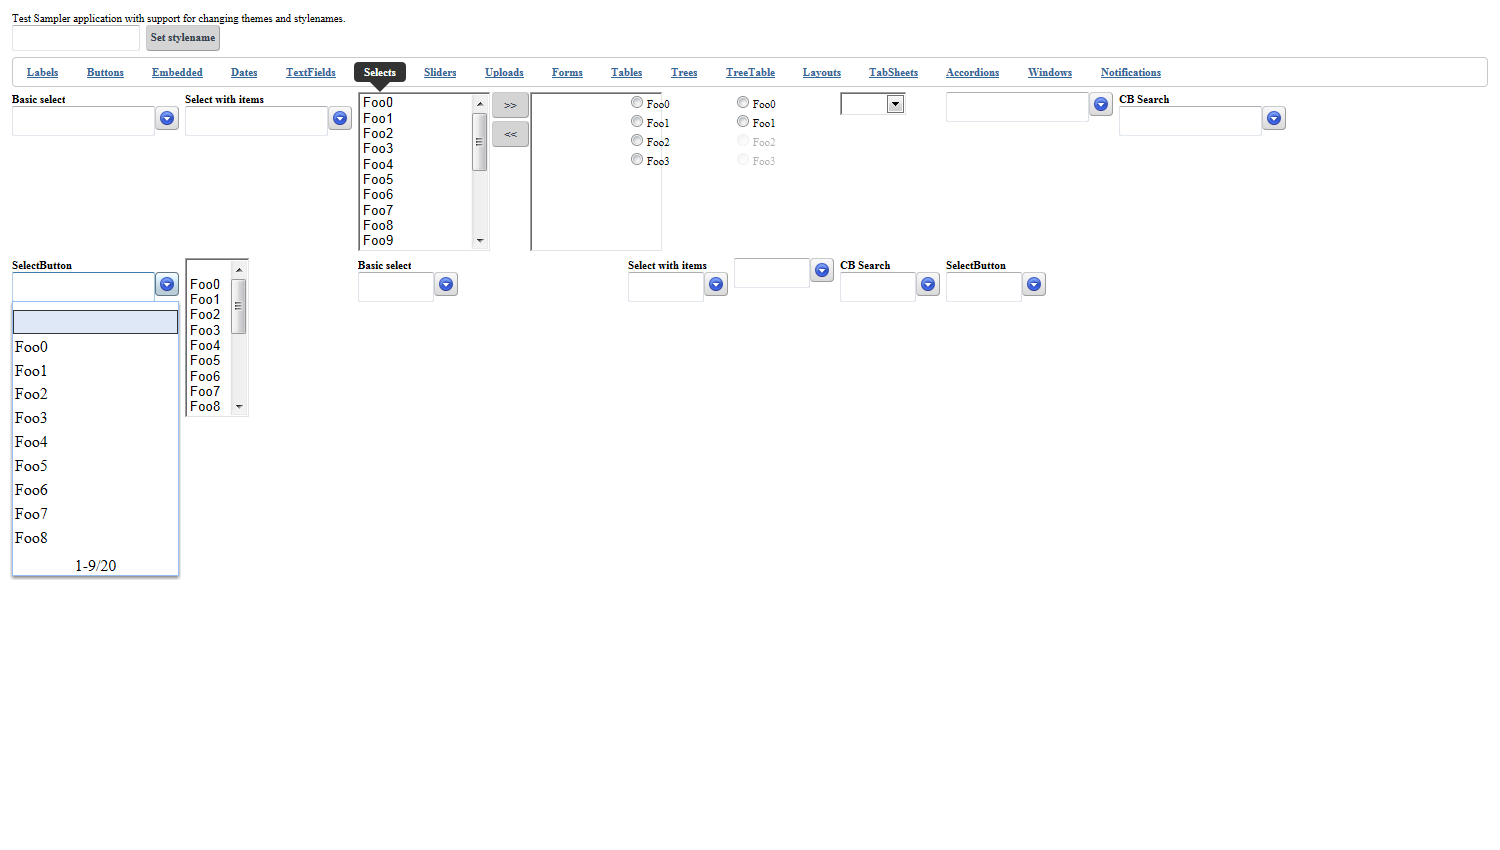 Test Sampler application with support for changing themes and stylenames.
Set stylename
Labels Buttons Embedded Dates TextFields Selects Sliders Uploads Forms Tables Trees TreeTable Layouts TabSheets Accordions Windows Notifications
Basic select
Select with items
Foo0
Foo1
Foo2
Foo3
Foo4
Foo5
Foo6
Foo7
Foo8
Foo9
>>
<<
Foo0
Foo1
Foo2
Foo3
Foo0
Foo1
Foo2
Foo3
CB Search
SelectButton
Foo0
Foo1
Foo2
Foo3
Foo4
Foo5
Foo6
Foo7
Foo8
1-9/20
Foo0
Foo1
Foo2
Foo3
Foo4
Foo5
Foo6
Foo7
Foo8
Basic select
Select with items
CB Search
SelectButton